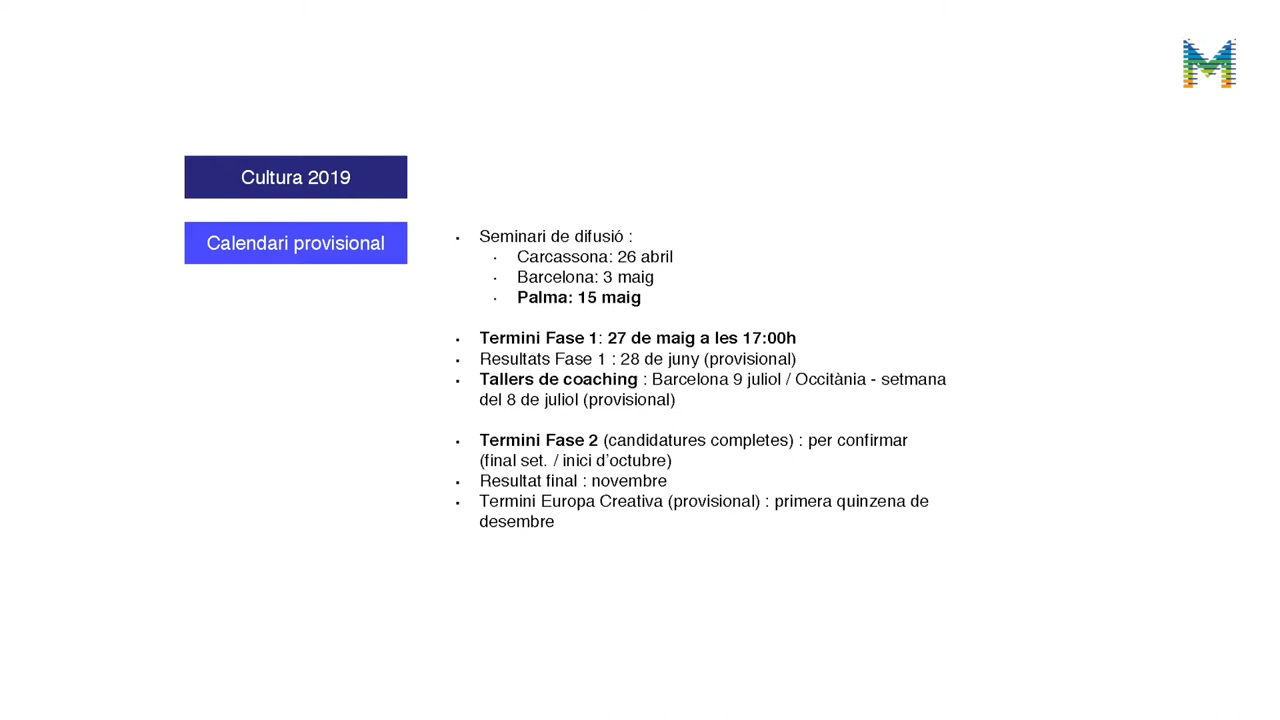 Cultura 2019
Calendari provisional
Seminari de difusió :
Carcassona: 26 abril
Barcelona: 3 maig
Palma: 15 maig
Termini Fase 1: 27 de maig a les 17:00h
Resultats Fase 1 : 28 de juny (provisional)
Tallers de coaching : Barcelona 9 juliol / Occitània - setmana
del 8 de juliol (provisional)
Termini Fase 2 (candidatures completes) : per confirmar
(final set. / inici d’octubre)
Resultat final : novembre
Termini Europa Creativa (provisional) : primera quinzena de
desembre